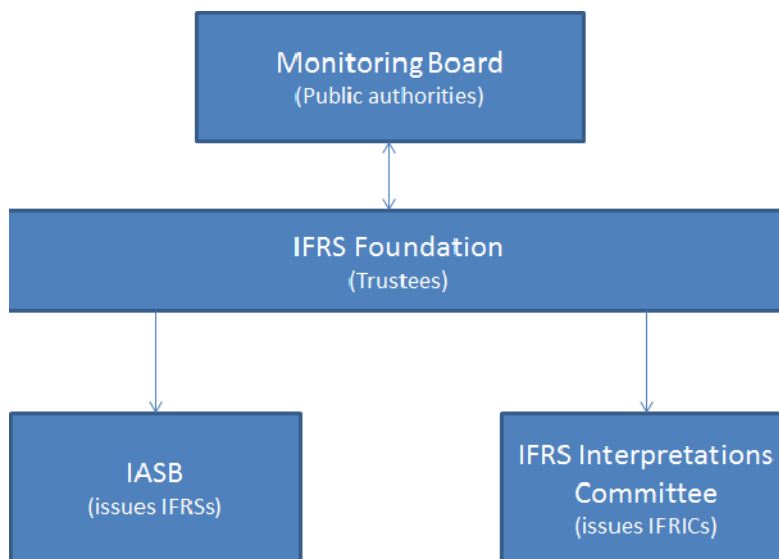 Monitoring Board
(Public authorities)
IFRS Foundation
(Trustees)
IASB
(issues IFRSs)
IFRS Interpretations
Committee
(issues IFRICs)